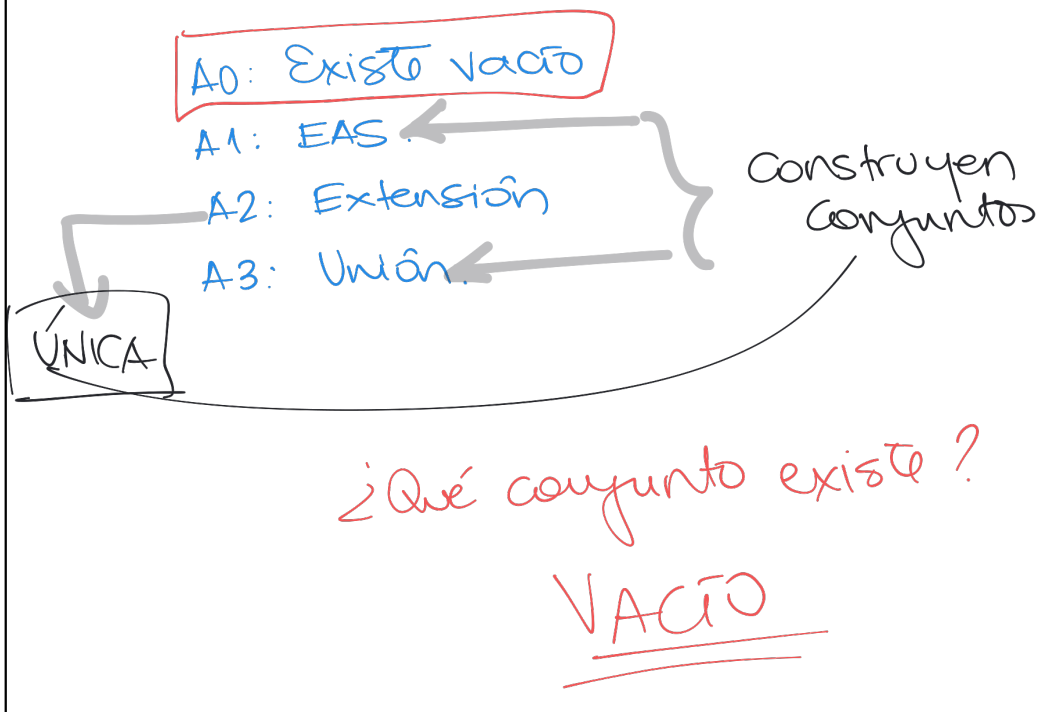 A0: Existe vacío
A1: EAS.
A2: Extensión
A3: Unión.
Construyen
conjuntos
ÚNICA
¿Qué conjunto existe?
VACÍO